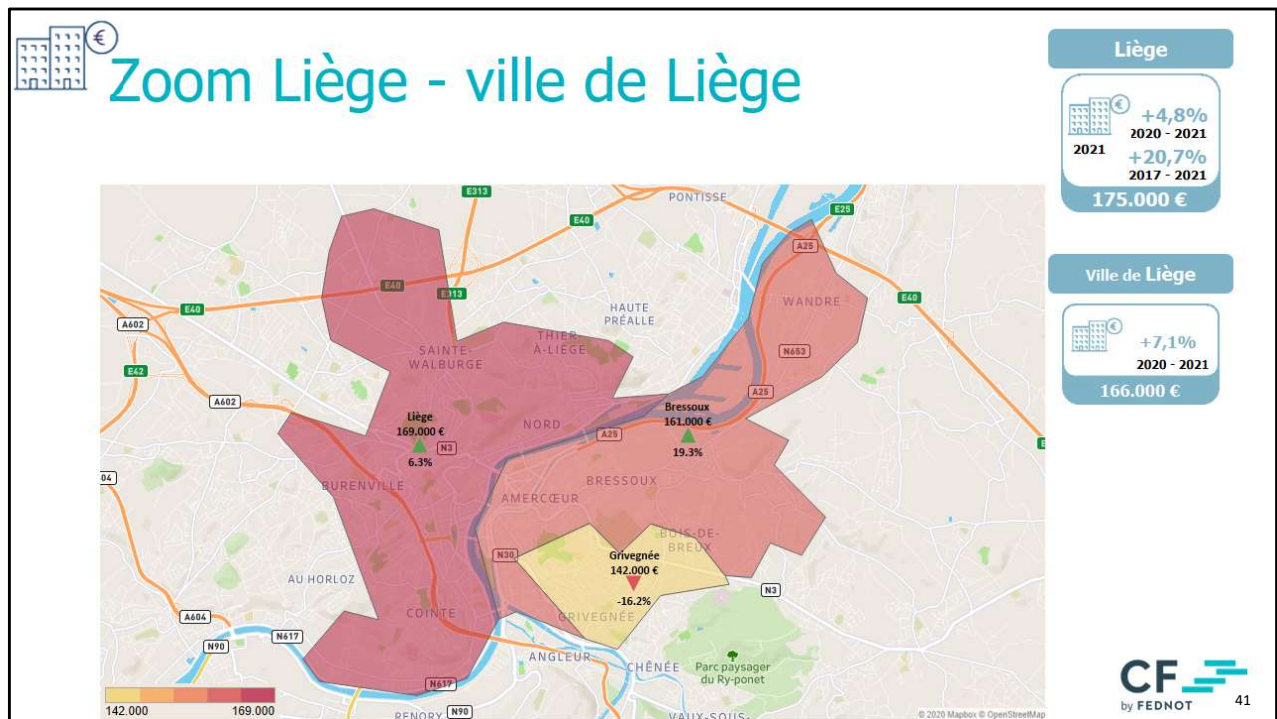 Zoom Liège - ville de Liège
€
Liège
€
2021
+4,8%
2020 - 2021
+20,7%
2017 - 2021
175.000 €
Ville de Liège
€
+7,1%
2020 - 2021
166.000 €
E313
PONTISSE
E25
E40
A25
E40
E313
WANDRE
E40
E40
HAUTE
PRÉALLE
A602
THIER-
À-LIÈGE
SAINTE-
WALBURGE
N653
E42
A25
A602
Liège
169.000 €
6.3%
N3
NORD
A25
Bressoux
161.000 €
19.3%
04
BURENVILLE
BRESSOUX
AMERCŒUR
BOIS-DE-
BREUX
N30
Grivegnée
142.000 €
-16.2%
AU HORLOZ
N3
COINTE
GRIVEGNÉE
A604
N617
N90
ANGLEUR
CHÊNÉE
Parc paysager
du Ry-ponet
N617
N90
RENORY
VAUX-SOUS-
142.000
169.000
© 2020 Mapbox © OpenStreetMap
CF
by FEDNOT
41